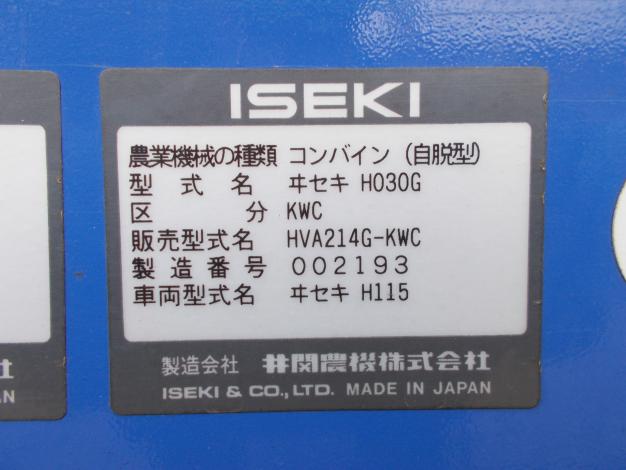 ISEKI
農業機械の種類 コンバイン (自脱型)
型式名 ヰセキ HO30G
区分 KWC
販売型式名 HVA214G-KWC
製造番号 002193
車両型式名 ヰセキ H115
製造会社 井関農機株式会社
ISEKI & CO., LTD. MADE IN JAPAN